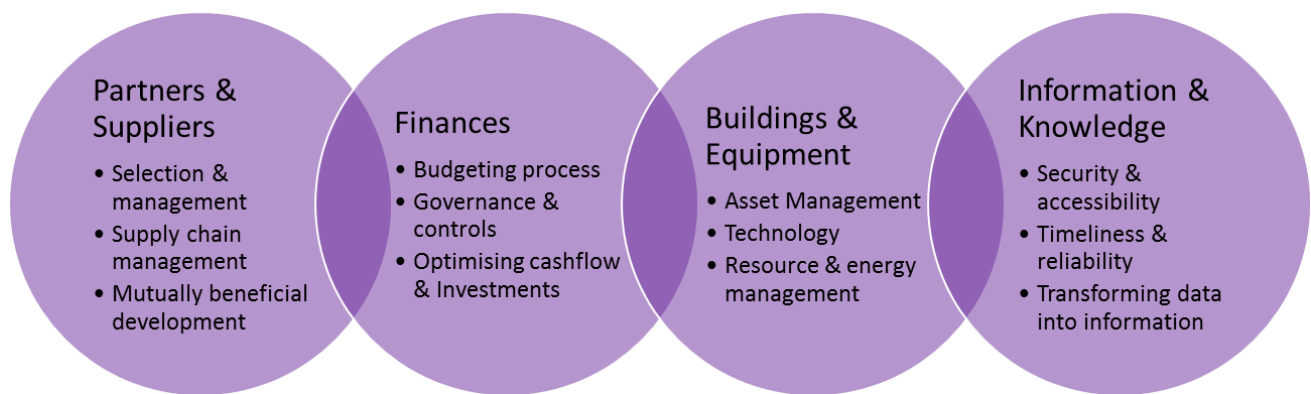 Partners &
Suppliers
• Selection &
management
• Supply chain
management
• Mutually beneficial
development
Finances
• Budgeting process
• Governance &
controls
• Optimising cashflow
& Investments
Buildings &
Equipment
• Asset Management
• Technology
• Resource & energy
management
Information &
Knowledge
• Security &
accessibility
• Timeliness &
reliability
• Transforming data
into information